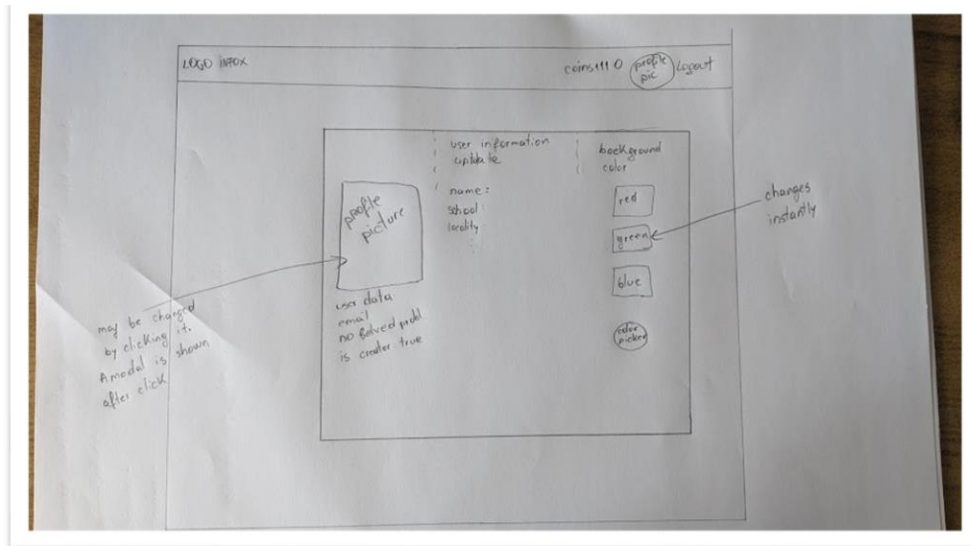 LOGO INFOX
coins 111 0
profile
pic
Logout
user information
update
background
color
profile
picture
name:
school
locality
red
green
blue
color
picker
changes
instantly
user data
email
no solved probl
is creator true
may be changed
by clicking it.
A modal is shown
after click